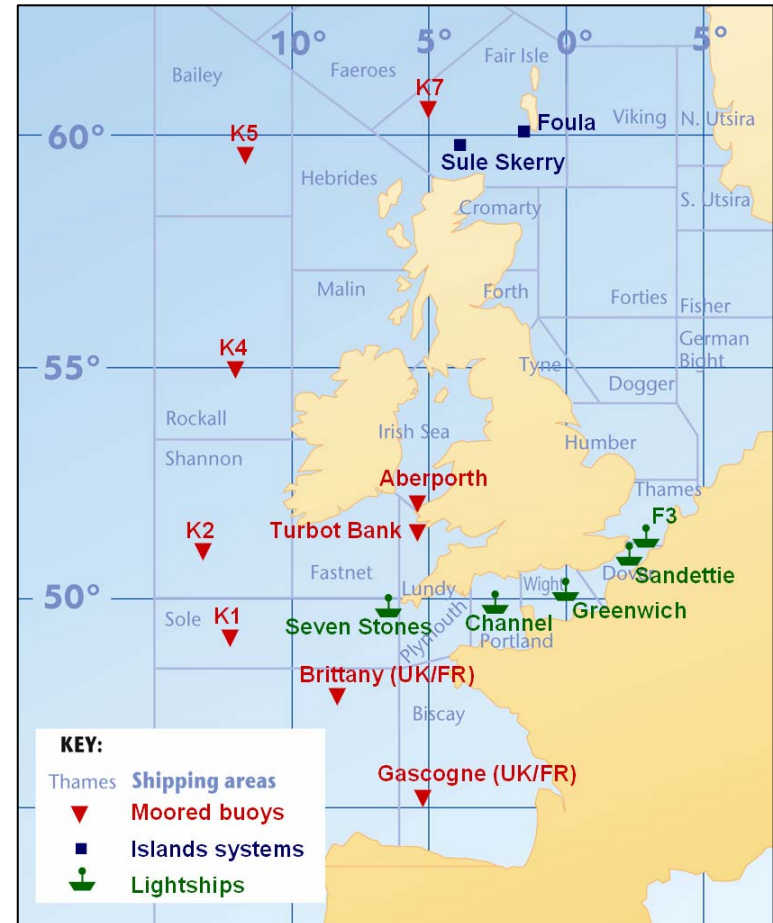 10°
5°
0°
5°
Fair Isle
Bailey
Faeroes
K7
Foula
Viking
N. Utsira
60°
K5
Sule Skerry
Hebrides
S. Utsira
Cromarty
Malin
Forth
Forties
Fisher
German
Bight
K4
55°
Tyne
Dogger
Rockall
Irish Sea
Humber
Shannon
Aberporth
Thames
F3
K2
Turbot Bank
Fastnet
Lundy
Wight
Dover
Sandettie
50°
Sole
K1
Seven Stones
Plymouth
Channel
Greenwich
Portland
Brittany (UK/FR)
Biscay
Gascogne (UK/FR)
KEY:
Thames Shipping areas
Moored buoys
Islands systems
Lightships